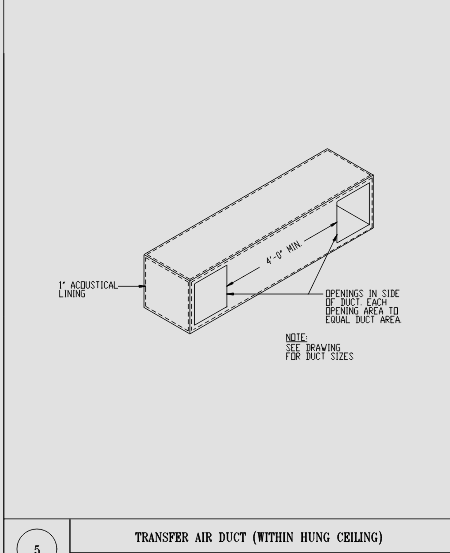 4'-0" MIN.
1" ACOUSTICAL
LINING
OPENINGS IN SIDE
OF DUCT. EACH
OPENING AREA TO
EQUAL DUCT AREA.
NOTE:
SEE DRAWING
FOR DUCT SIZES
5
TRANSFER AIR DUCT (WITHIN HUNG CEILING)